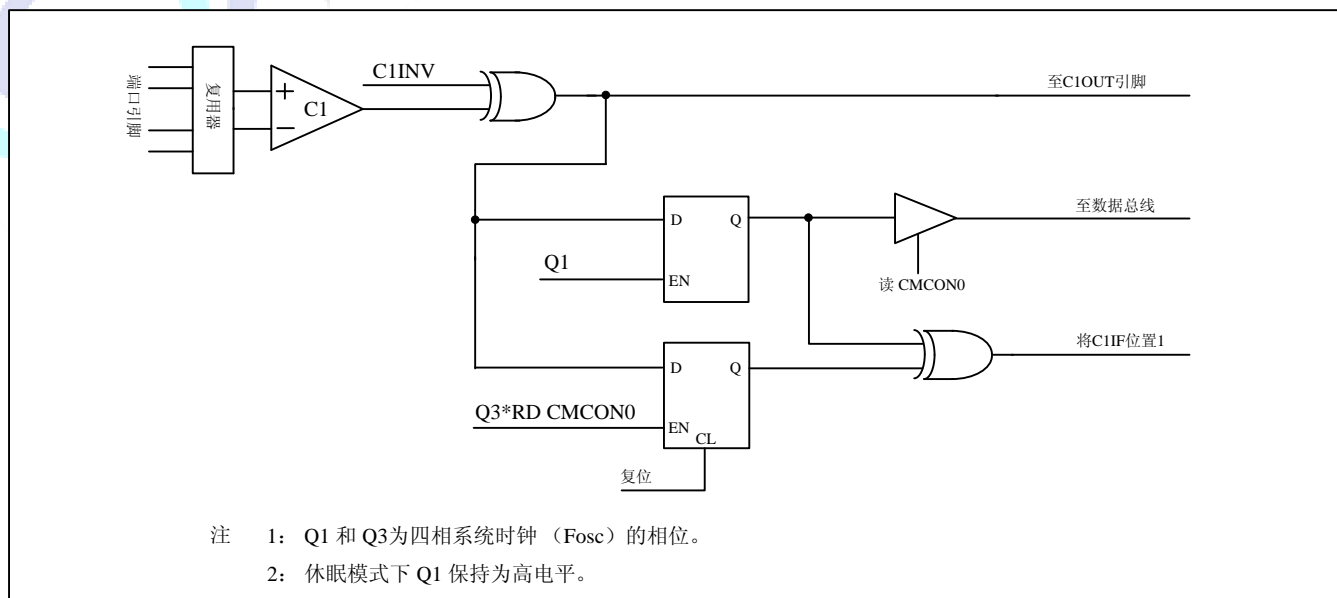 端口引脚
复用器
+
−
C1
C1INV
至C1OUT引脚
D
Q
Q1
EN
至数据总线
读 CMCON0
D
Q
Q3*RD CMCON0
EN
CL
复位
将C1IF位置1
注 1: Q1 和 Q3为四相系统时钟 (Fosc)的相位。
2: 休眠模式下 Q1 保持为高电平。